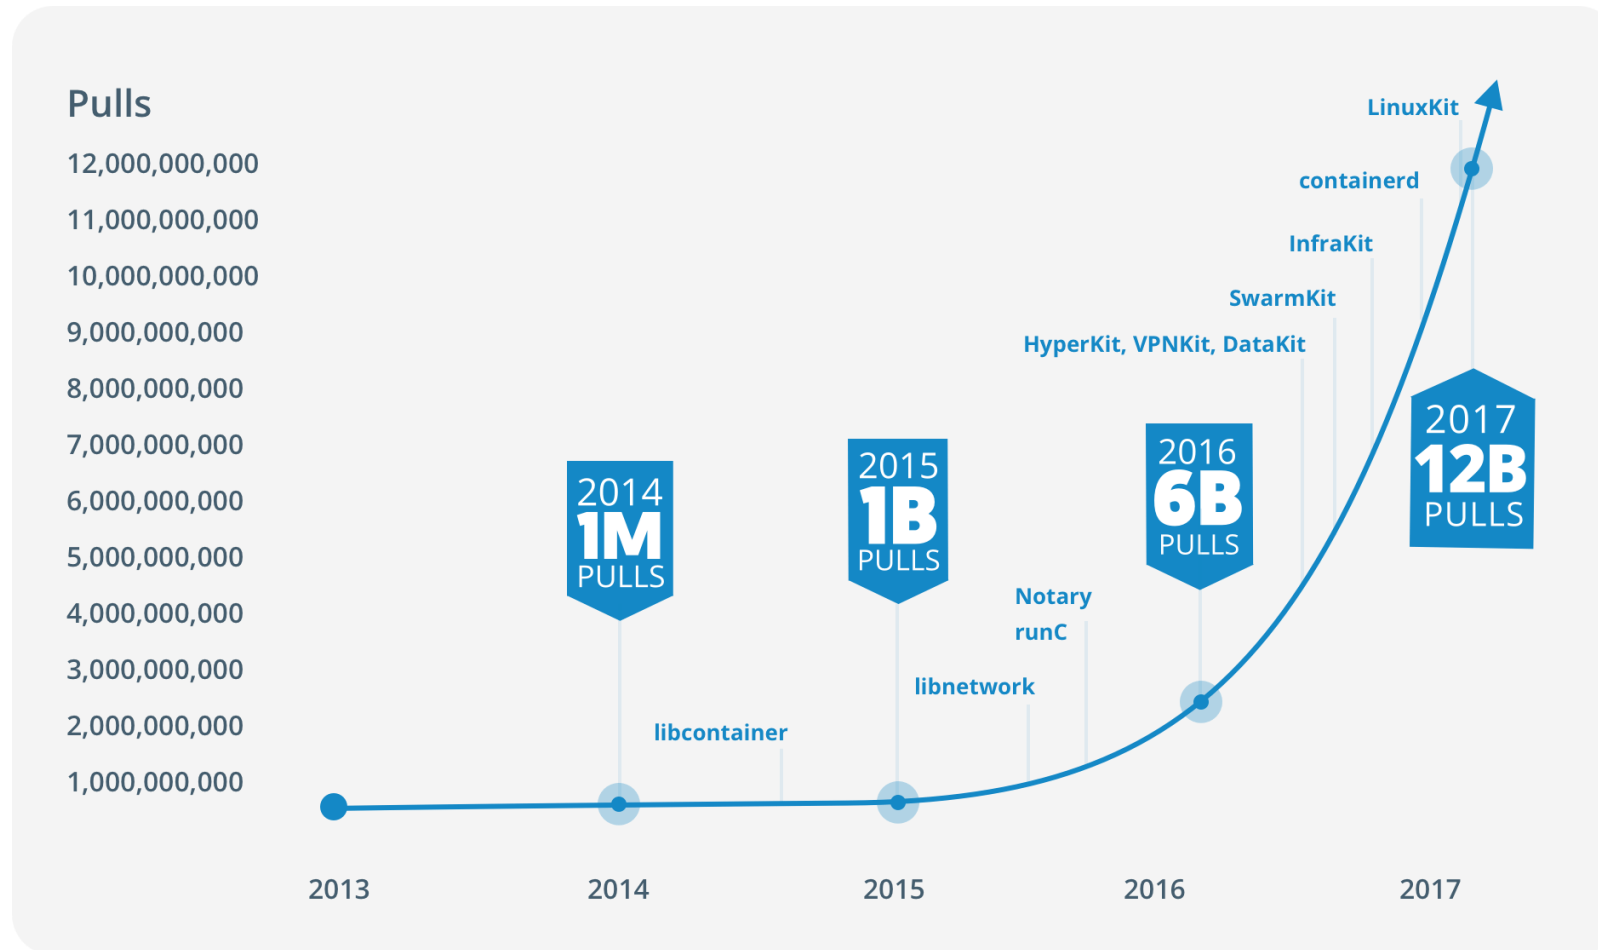 Pulls
12,000,000,000
11,000,000,000
10,000,000,000
9,000,000,000
8,000,000,000
7,000,000,000
6,000,000,000
5,000,000,000
4,000,000,000
3,000,000,000
2,000,000,000
1,000,000,000
LinuxKit
containerd
InfraKit
SwarmKit
HyperKit, VPNKit, DataKit
2014
1M
PULLS
2015
1B
PULLS
2016
6B
PULLS
2017
12B
PULLS
Notary
runC
libnetwork
libcontainer
2013
2014
2015
2016
2017